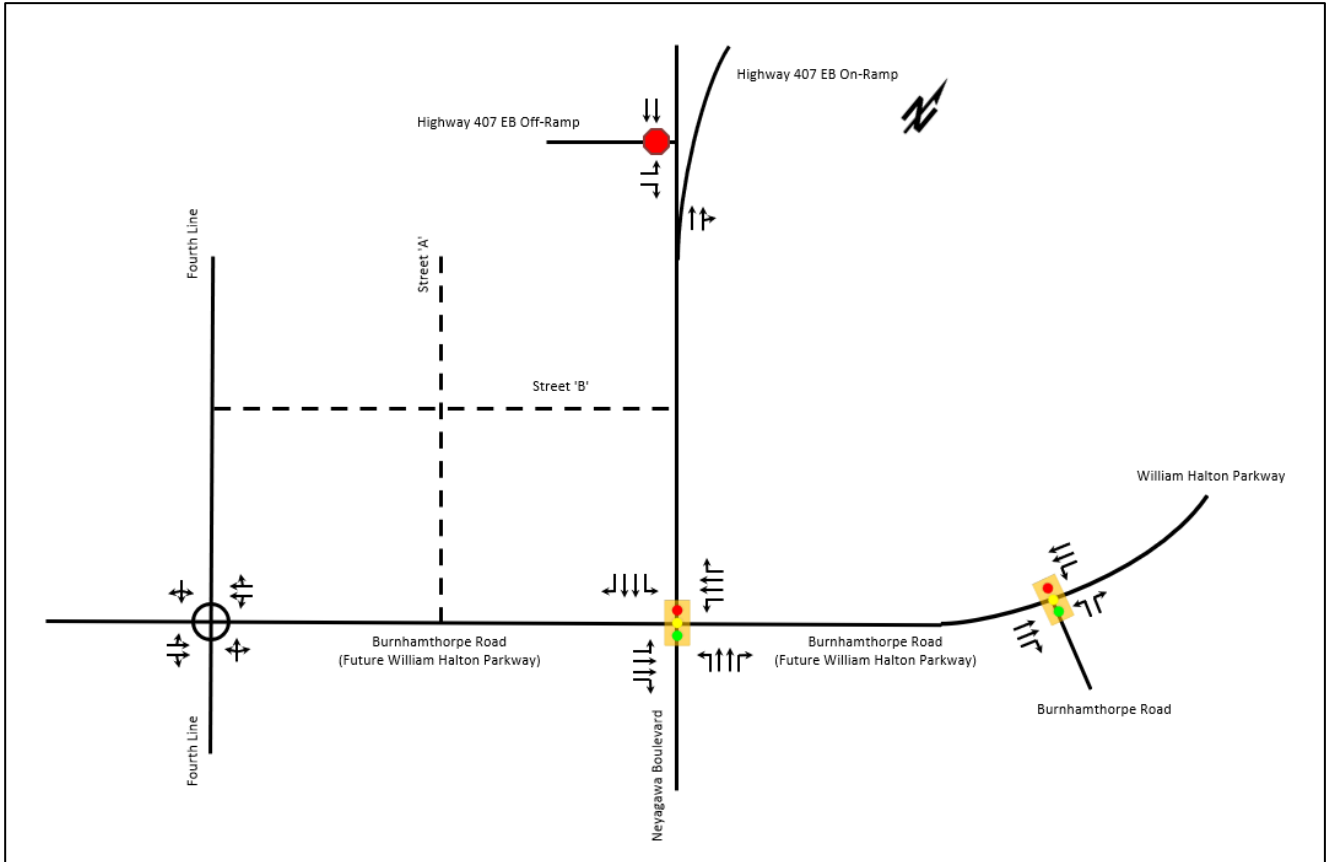 Highway 407 EB On-Ramp
Highway 407 EB Off-Ramp
Fourth Line
Street 'A'
Street 'B'
William Halton Parkway
Burnhamthorpe Road
(Future William Halton Parkway)
Burnhamthorpe Road
(Future William Halton Parkway)
Burnhamthorpe Road
Fourth Line
Neyagawa Boulevard
N